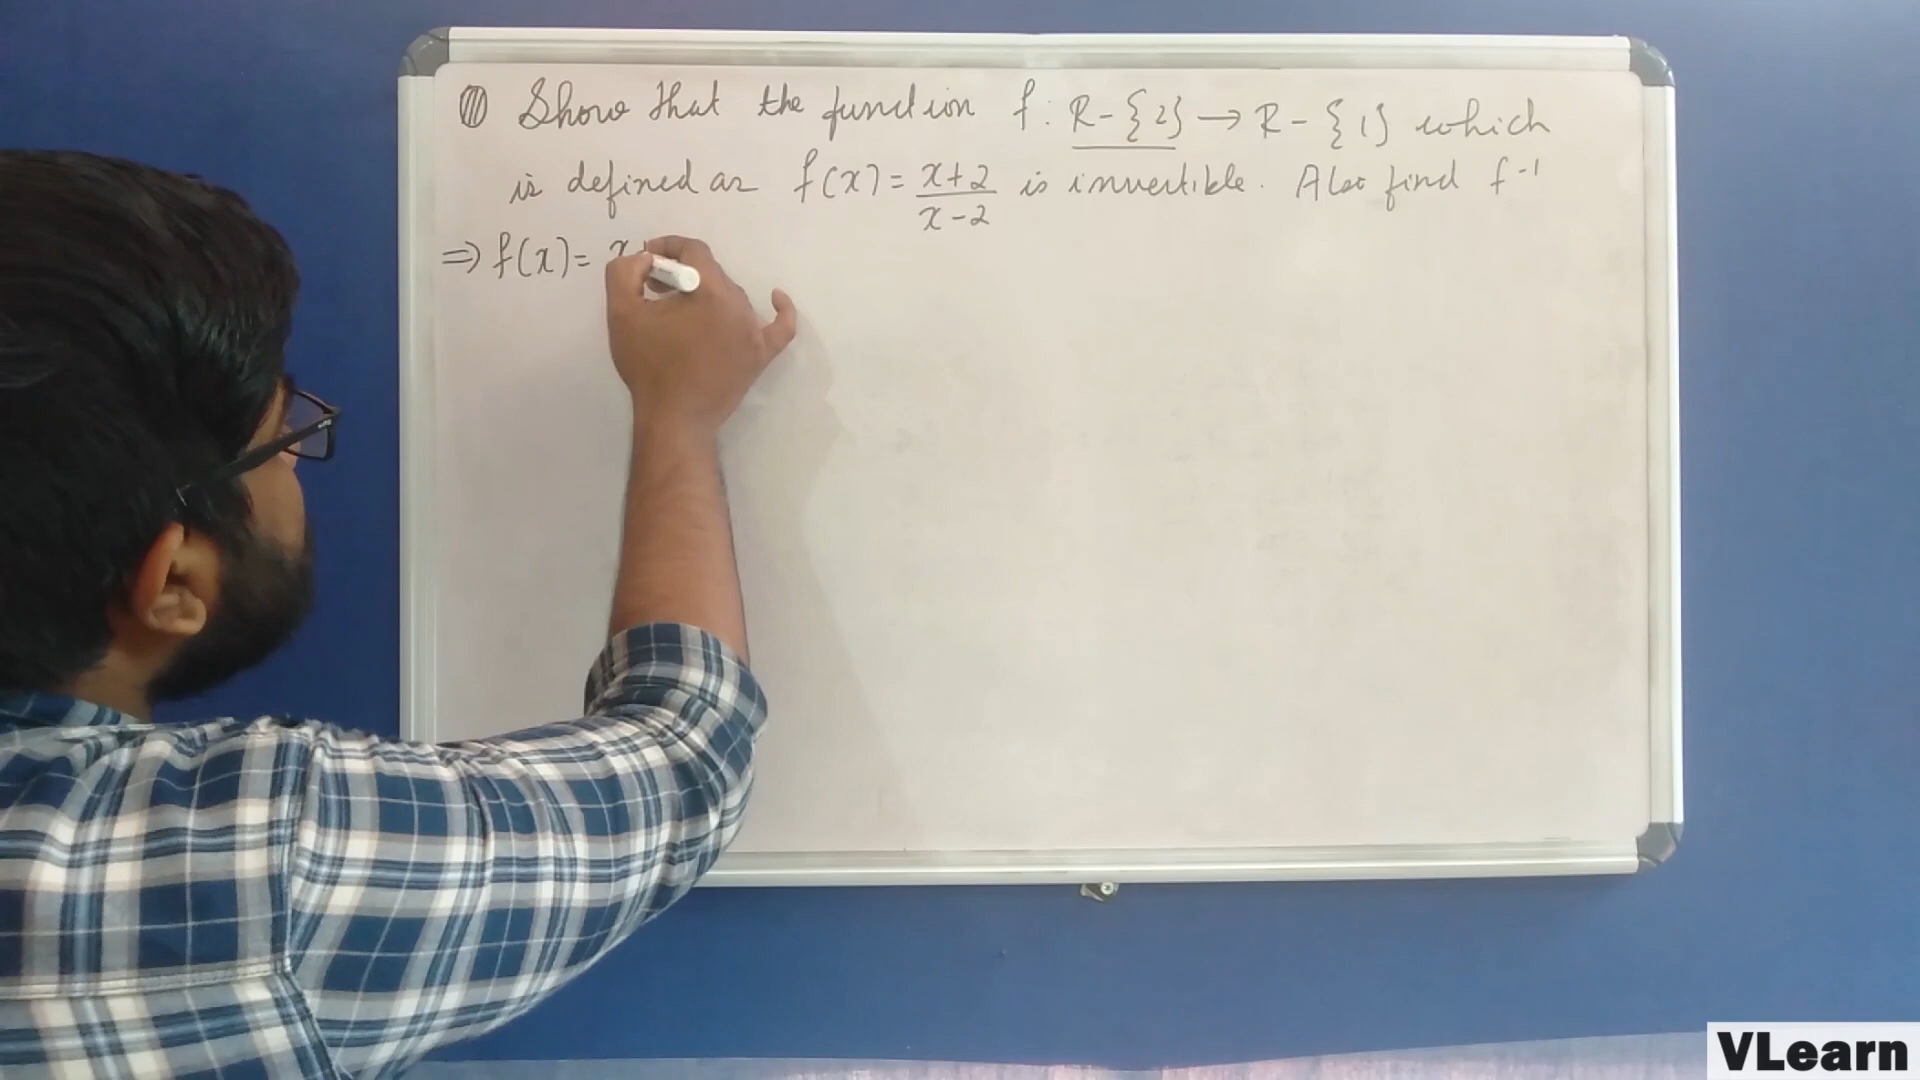 Show that the function f : R - {2} → R - {1} which
is defined as f(x) = x+2 / x-2 is invertible. Also find f⁻¹
⇒ f(x) = x+
VLearn